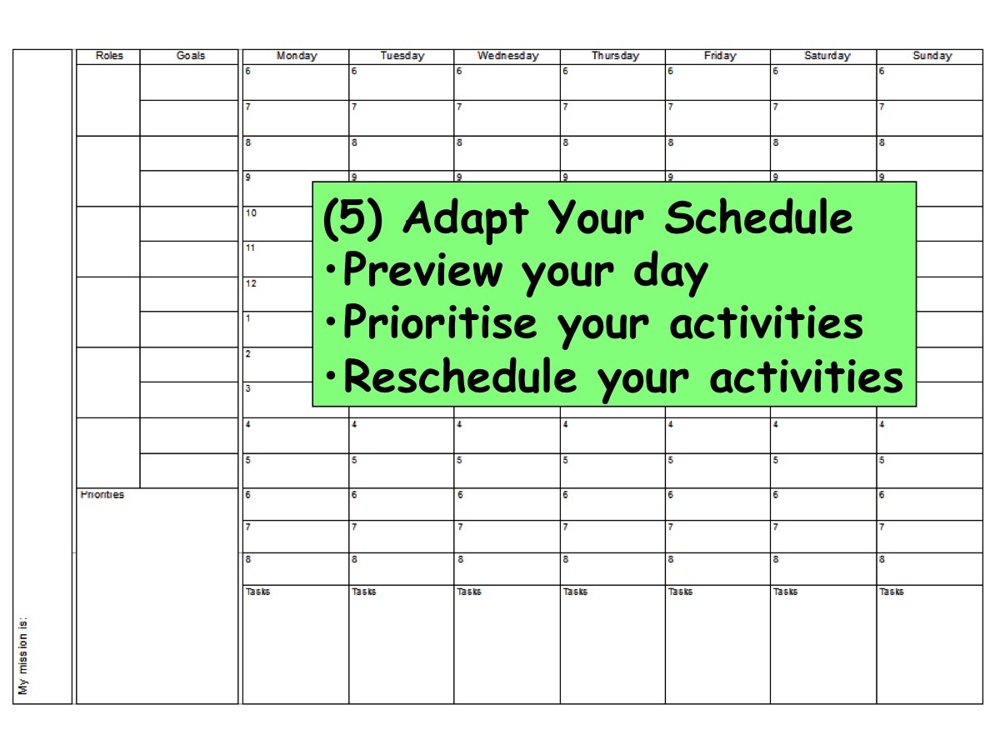 Roles Goals Monday Tuesday Wednesday Thursday Friday Saturday Sunday
6 6 6 6 6 6 6
7 7 7 7 7 7 7
8 8 8 8 8 8 8
9 9 9 9 9 9 9
(5) Adapt Your Schedule
•Preview your day
•Prioritise your activities
•Reschedule your activities
10
11
12
1
2
3
4 4 4 4 4 4 4
5 5 5 5 5 5 5
Priorities
6 6 6 6 6 6 6
7 7 7 7 7 7 7
8 8 8 8 8 8 8
Tasks Tasks Tasks Tasks Tasks Tasks Tasks
My mission is: